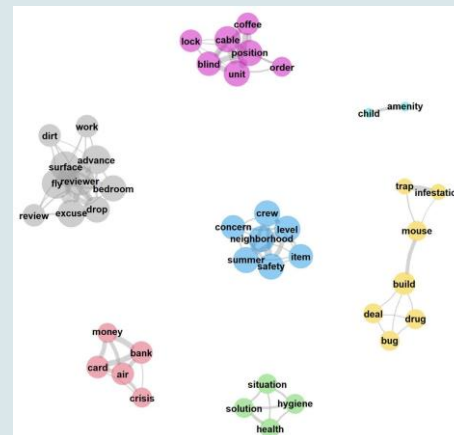 coffee
lock
cable
position
blind
unit
order
amenity
child
dirt
work
advance
surface
fly
reviewer
bedroom
review
excuse
drop
trap
infestatio
mouse
build
deal
drug
bug
crew
concern
level
neighborhood
summer
safety
item
money
bank
card
air
crisis
situation
solution
hygiene
health